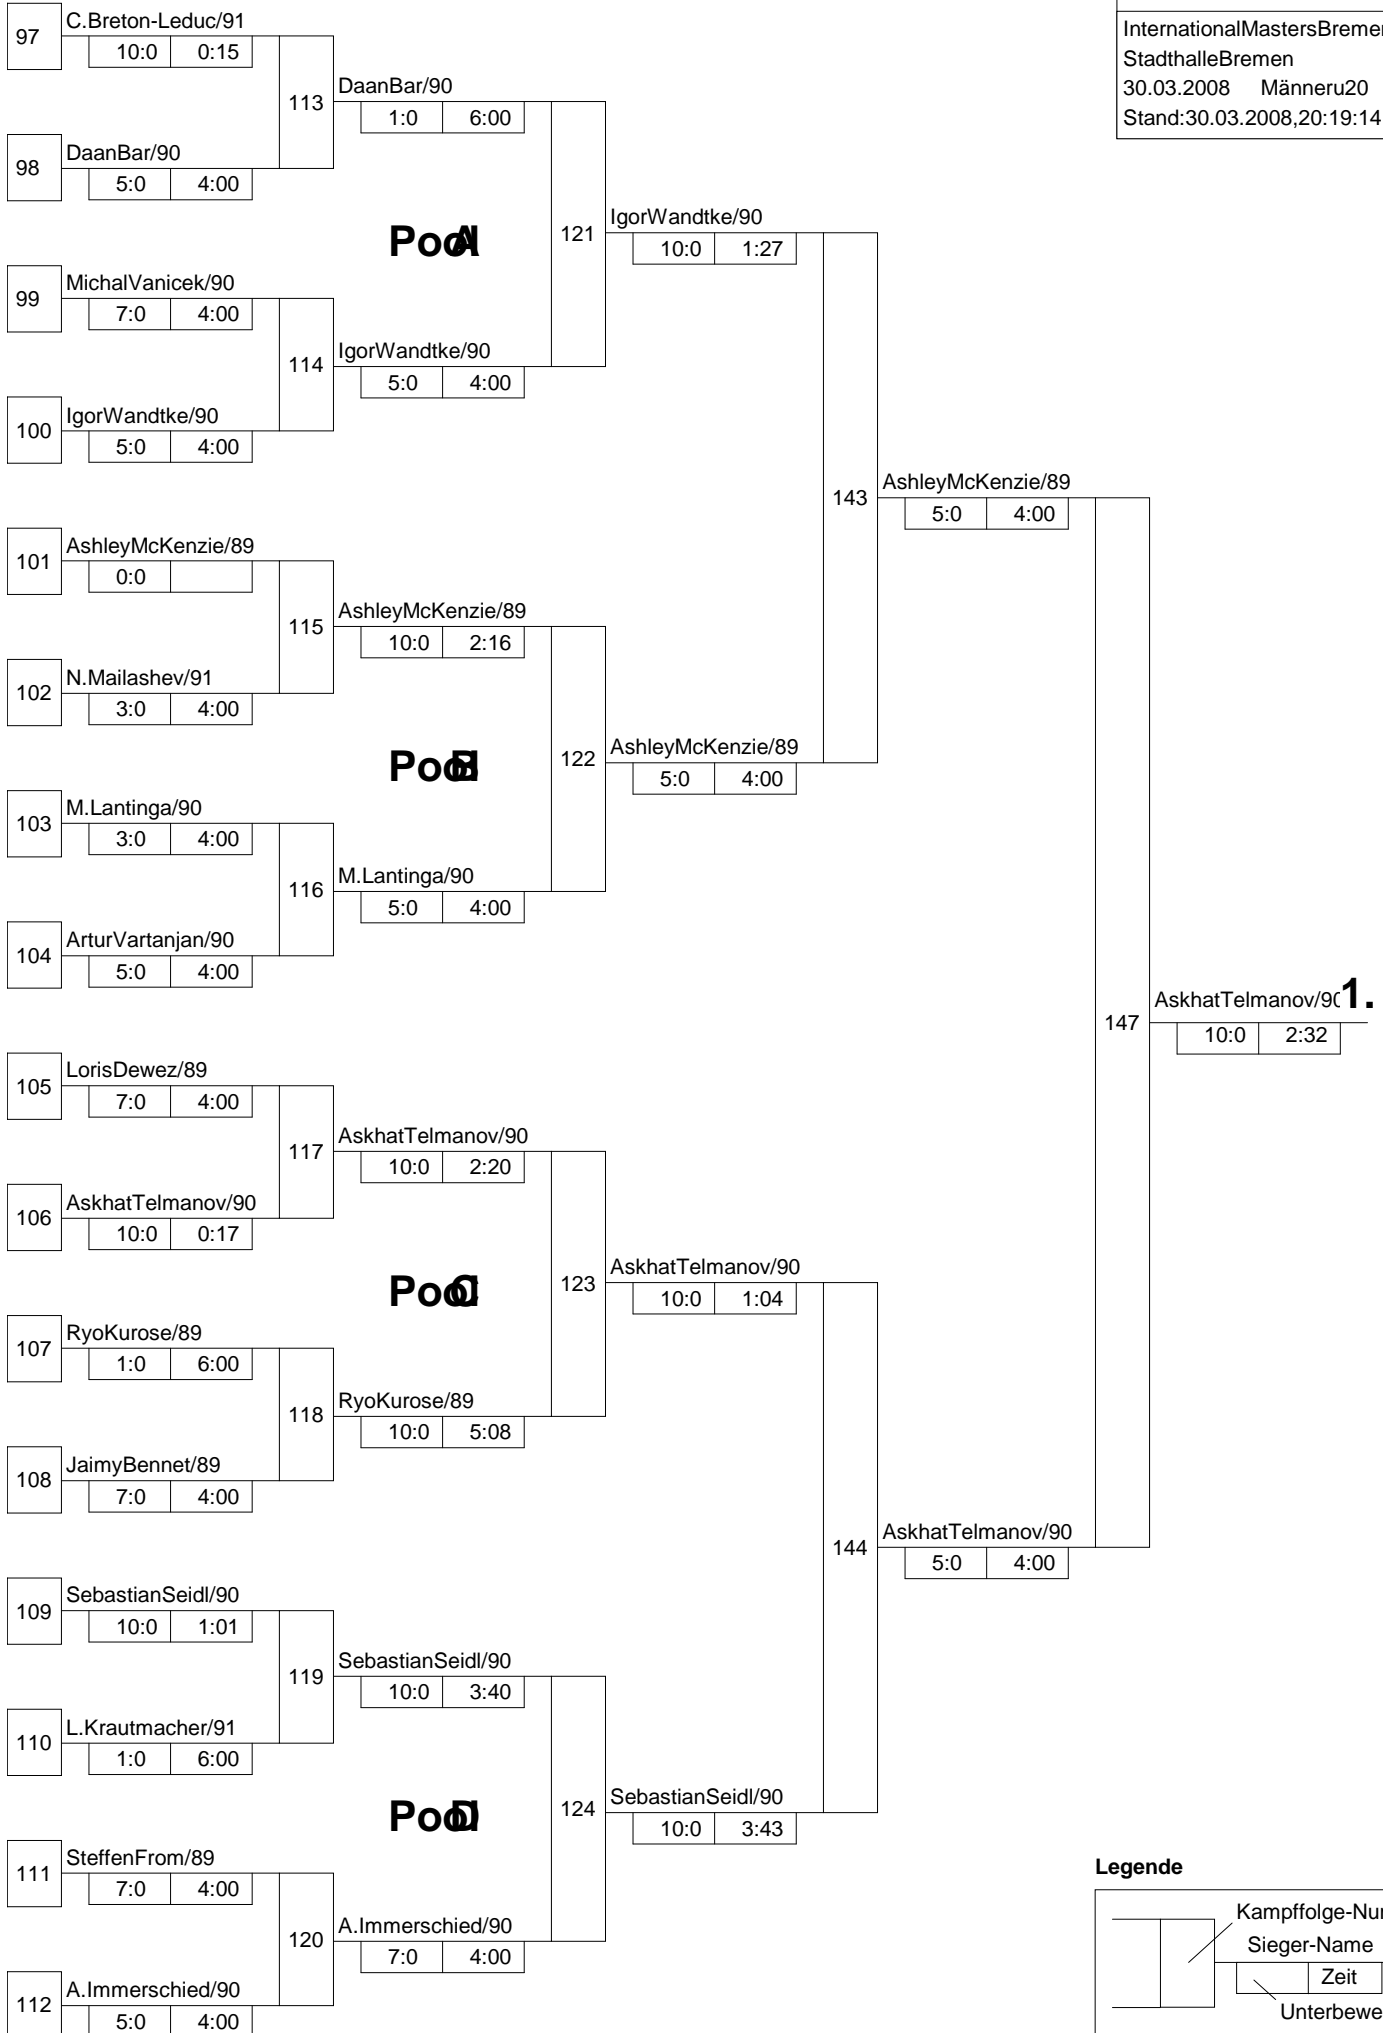 InternationalMastersBremen
StadthalleBremen
30.03.2008 Männeru20
Stand:30.03.2008,20:19:14
97 C.Breton-Leduc/91
10:0 0:15
113 DaanBar/90
1:0 6:00
98 DaanBar/90
5:0 4:00
Pool A
121 IgorWandtke/90
10:0 1:27
99 MichalVanicek/90
7:0 4:00
114 IgorWandtke/90
5:0 4:00
100 IgorWandtke/90
5:0 4:00
143 AshleyMcKenzie/89
5:0 4:00
101 AshleyMcKenzie/89
0:0
115 AshleyMcKenzie/89
10:0 2:16
102 N.Mailashev/91
3:0 4:00
Pool B
122 AshleyMcKenzie/89
5:0 4:00
103 M.Lantinga/90
3:0 4:00
116 M.Lantinga/90
5:0 4:00
104 ArturVartanjan/90
5:0 4:00
147 AskhatTelmanov/90 1.
10:0 2:32
105 LorisDewez/89
7:0 4:00
117 AskhatTelmanov/90
10:0 2:20
106 AskhatTelmanov/90
10:0 0:17
Pool C
123 AskhatTelmanov/90
10:0 1:04
107 RyoKurose/89
1:0 6:00
118 RyoKurose/89
10:0 5:08
108 JaimyBennet/89
7:0 4:00
144 AskhatTelmanov/90
5:0 4:00
109 SebastianSeidl/90
10:0 1:01
119 SebastianSeidl/90
10:0 3:40
110 L.Krautmacher/91
1:0 6:00
Pool D
124 SebastianSeidl/90
10:0 3:43
111 SteffenFrom/89
7:0 4:00
120 A.Immerschied/90
7:0 4:00
112 A.Immerschied/90
5:0 4:00
Legende
Kampffolge-Nu
Sieger-Name
Zeit
Unterbewe